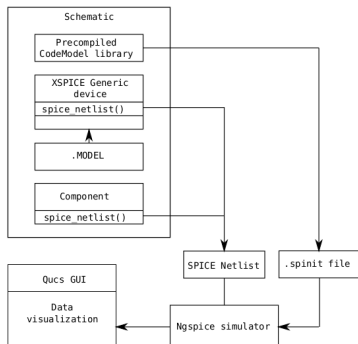 Schematic
Precompiled
CodeModel library
XSPICE Generic
device
spice_netlist()
.MODEL
Component
spice_netlist()
SPICE Netlist
.spinit file
Qucs GUI
Data
visualization
Ngspice simulator